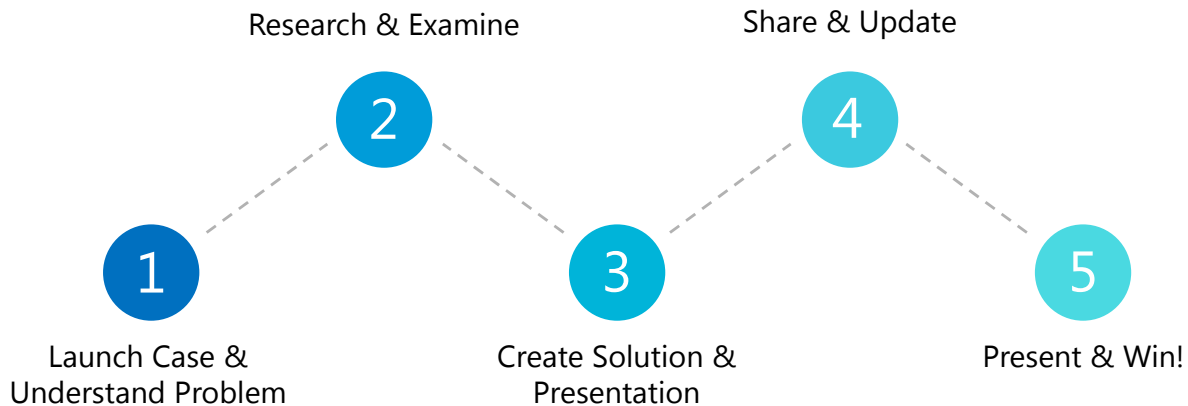 Research & Examine
Share & Update
2
4
1
3
5
Launch Case &
Understand Problem
Create Solution &
Presentation
Present & Win!